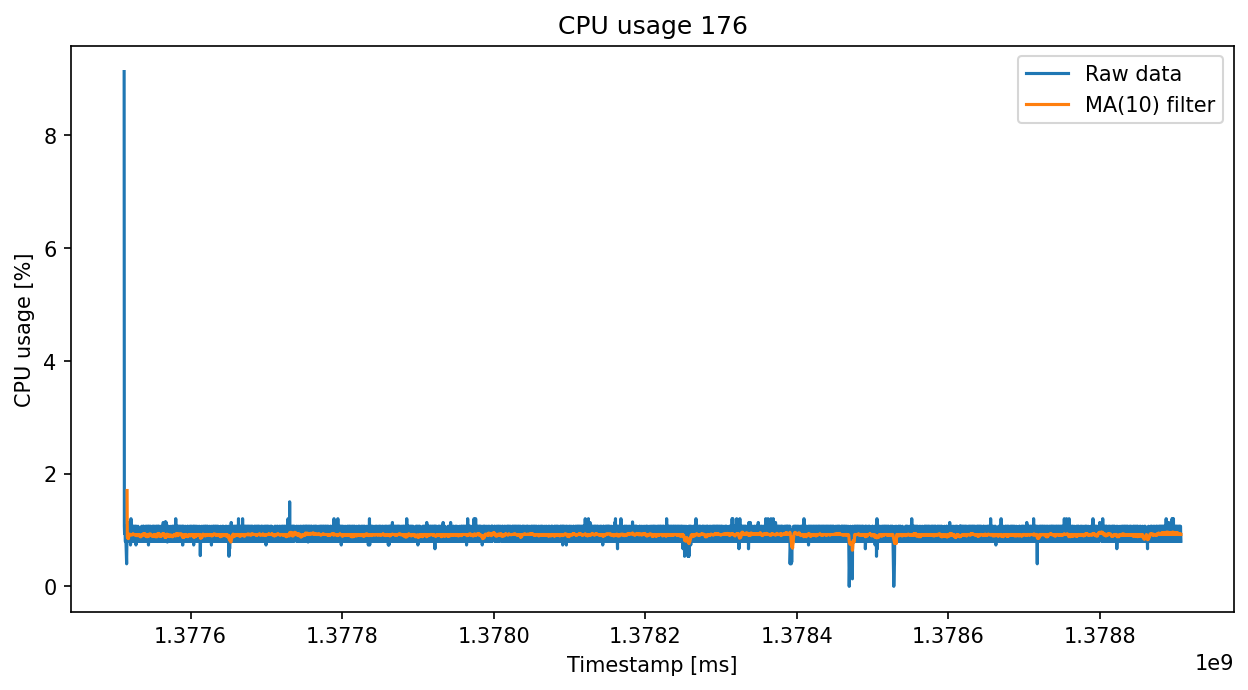 CPU usage 176
Raw data
MA(10) filter
CPU usage [%]
8
6
4
2
0
1.3776 1.3778 1.3780 1.3782 1.3784 1.3786 1.3788
1e9
Timestamp [ms]